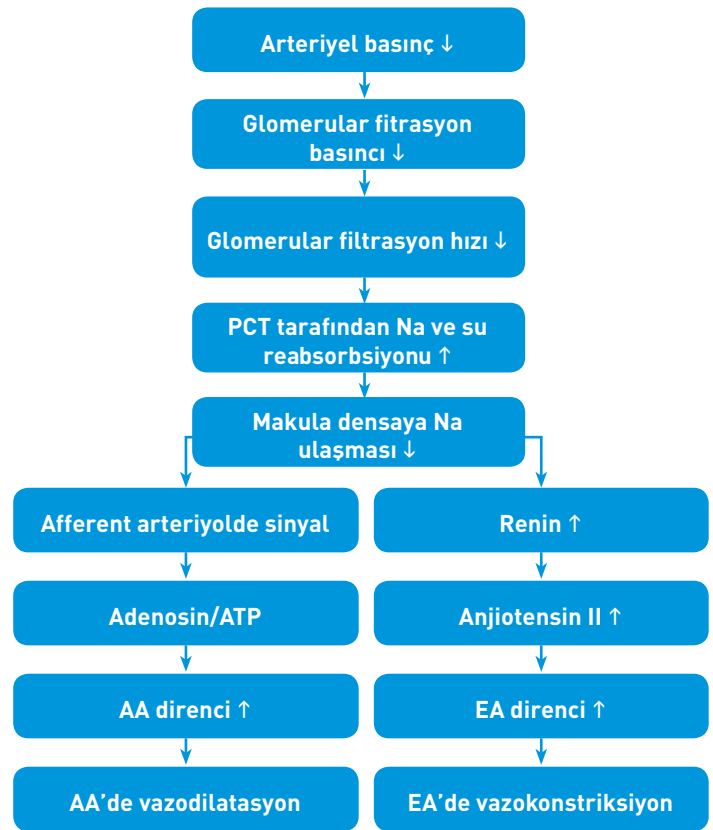 Arteriyel basınç ↓
Glomerular fitrasyon
basıncı ↓
Glomerular filtrasyon hızı ↓
PCT tarafından Na ve su
reabsorbsiyonu ↑
Makula densaya Na
ulaşması ↓
Afferent arteriyolde sinyal
Adenosin/ATP
AA direnci ↑
AA’de vazodilatasyon
Renin ↑
Anjiotensin II ↑
EA direnci ↑
EA’de vazokonstriksiyon